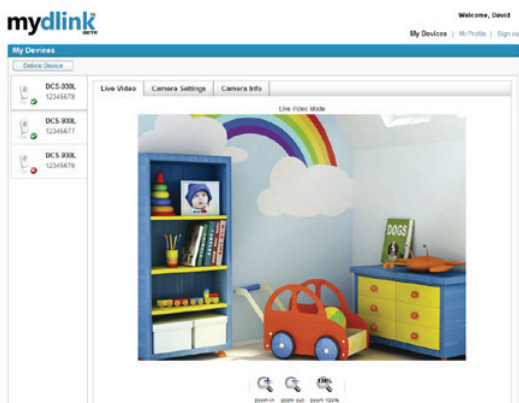 mydlink
BETA
Welcome, David
My Devices | My Profile | Sign out
My Devices
Delete Device
DCS-930L
12345678
DCS-930L
12345677
DCS-930L
12345676
Live Video
Camera Settings
Camera Info
Live Video Mode
DOGS
100%
zoom in zoom out zoom 100%